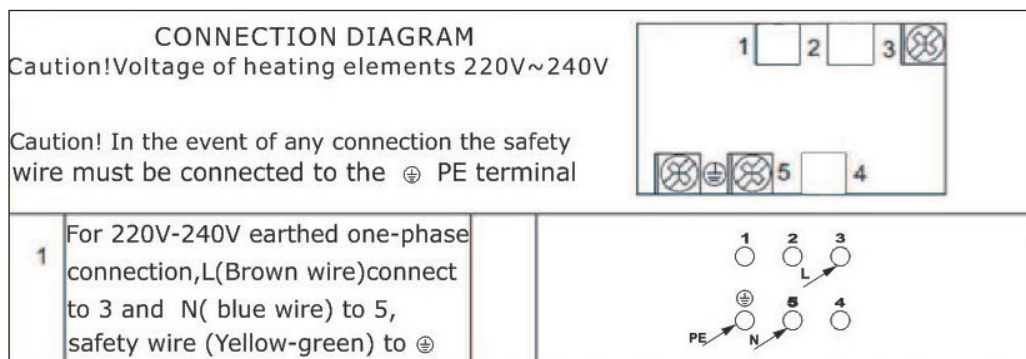 CONNECTION DIAGRAM
Caution!Voltage of heating elements 220V~240V
Caution! In the event of any connection the safety
wire must be connected to the ⏚ PE terminal
1 2 3
⏚ 5 4
1
For 220V-240V earthed one-phase
connection,L(Brown wire)connect
to 3 and N( blue wire) to 5,
safety wire (Yellow-green) to ⏚
1 2 3
L
⏚ 5 4
PE N